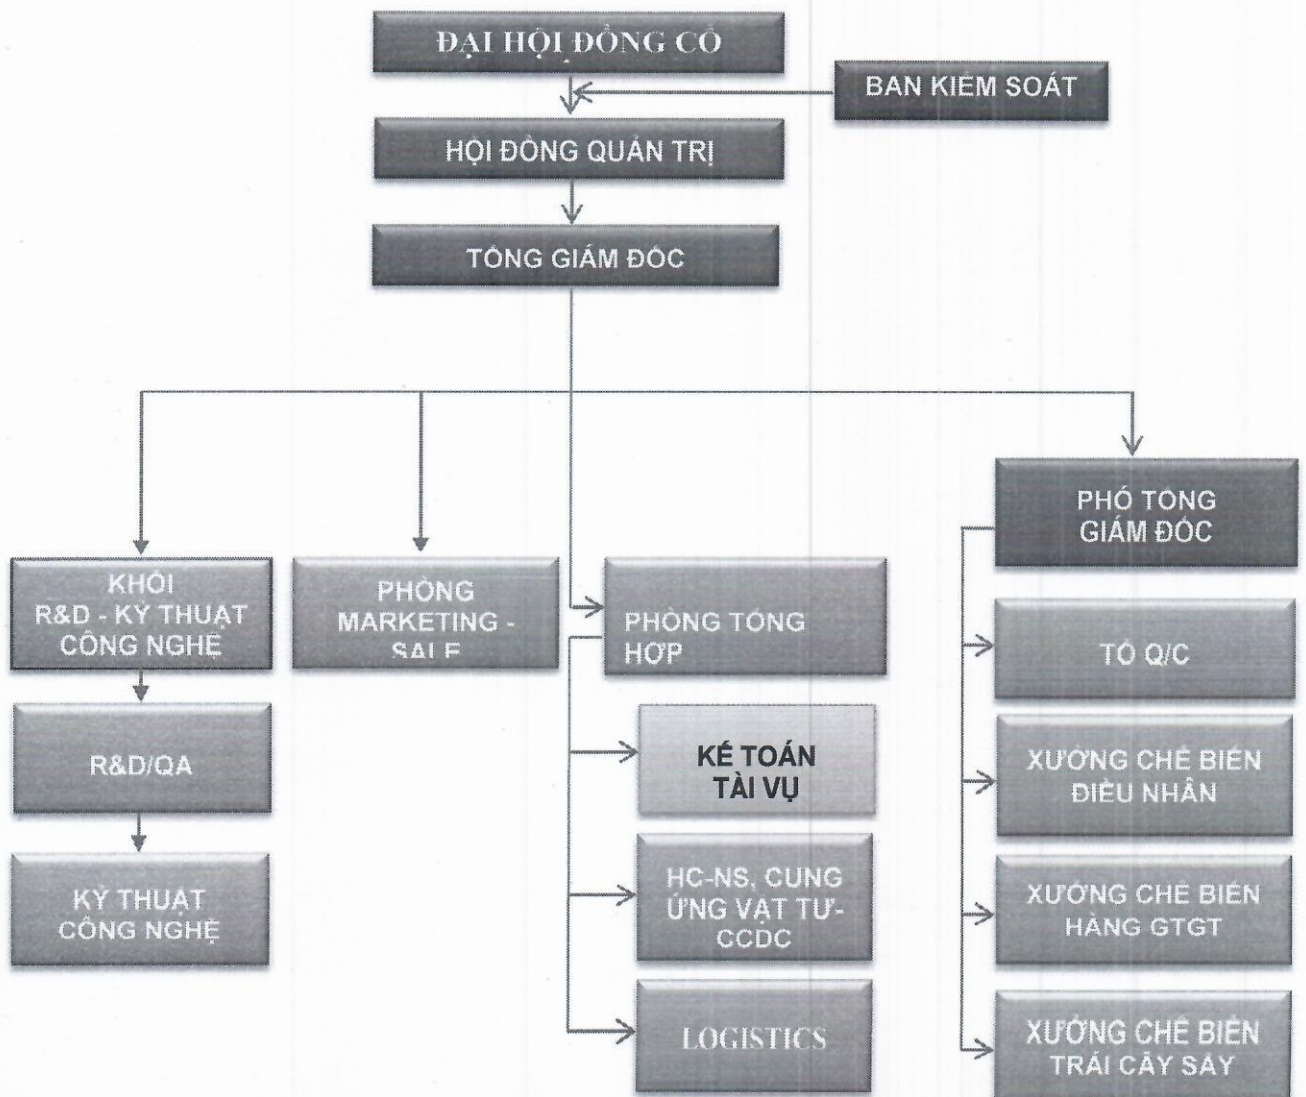 ĐẠI HỘI ĐỒNG CỔ
BAN KIỂM SOÁT
HỘI ĐỒNG QUẢN TRỊ
TỔNG GIÁM ĐỐC
PHÓ TỔNG
GIÁM ĐỐC
KHỐI
R&D - KỸ THUẬT
CÔNG NGHỆ
PHÒNG
MARKETING -
SALE
PHÒNG TỔNG
HỢP
TỔ Q/C
R&D/QA
KẾ TOÁN
TÀI VỤ
XƯỞNG CHẾ BIẾN
ĐIỀU NHÂN
KỸ THUẬT
CÔNG NGHỆ
HC-NS, CUNG
ỨNG VẬT TƯ-
CCDC
XƯỞNG CHẾ BIẾN
HÀNG GTGT
LOGISTICS
XƯỞNG CHẾ BIẾN
TRÁI CÂY SẤY